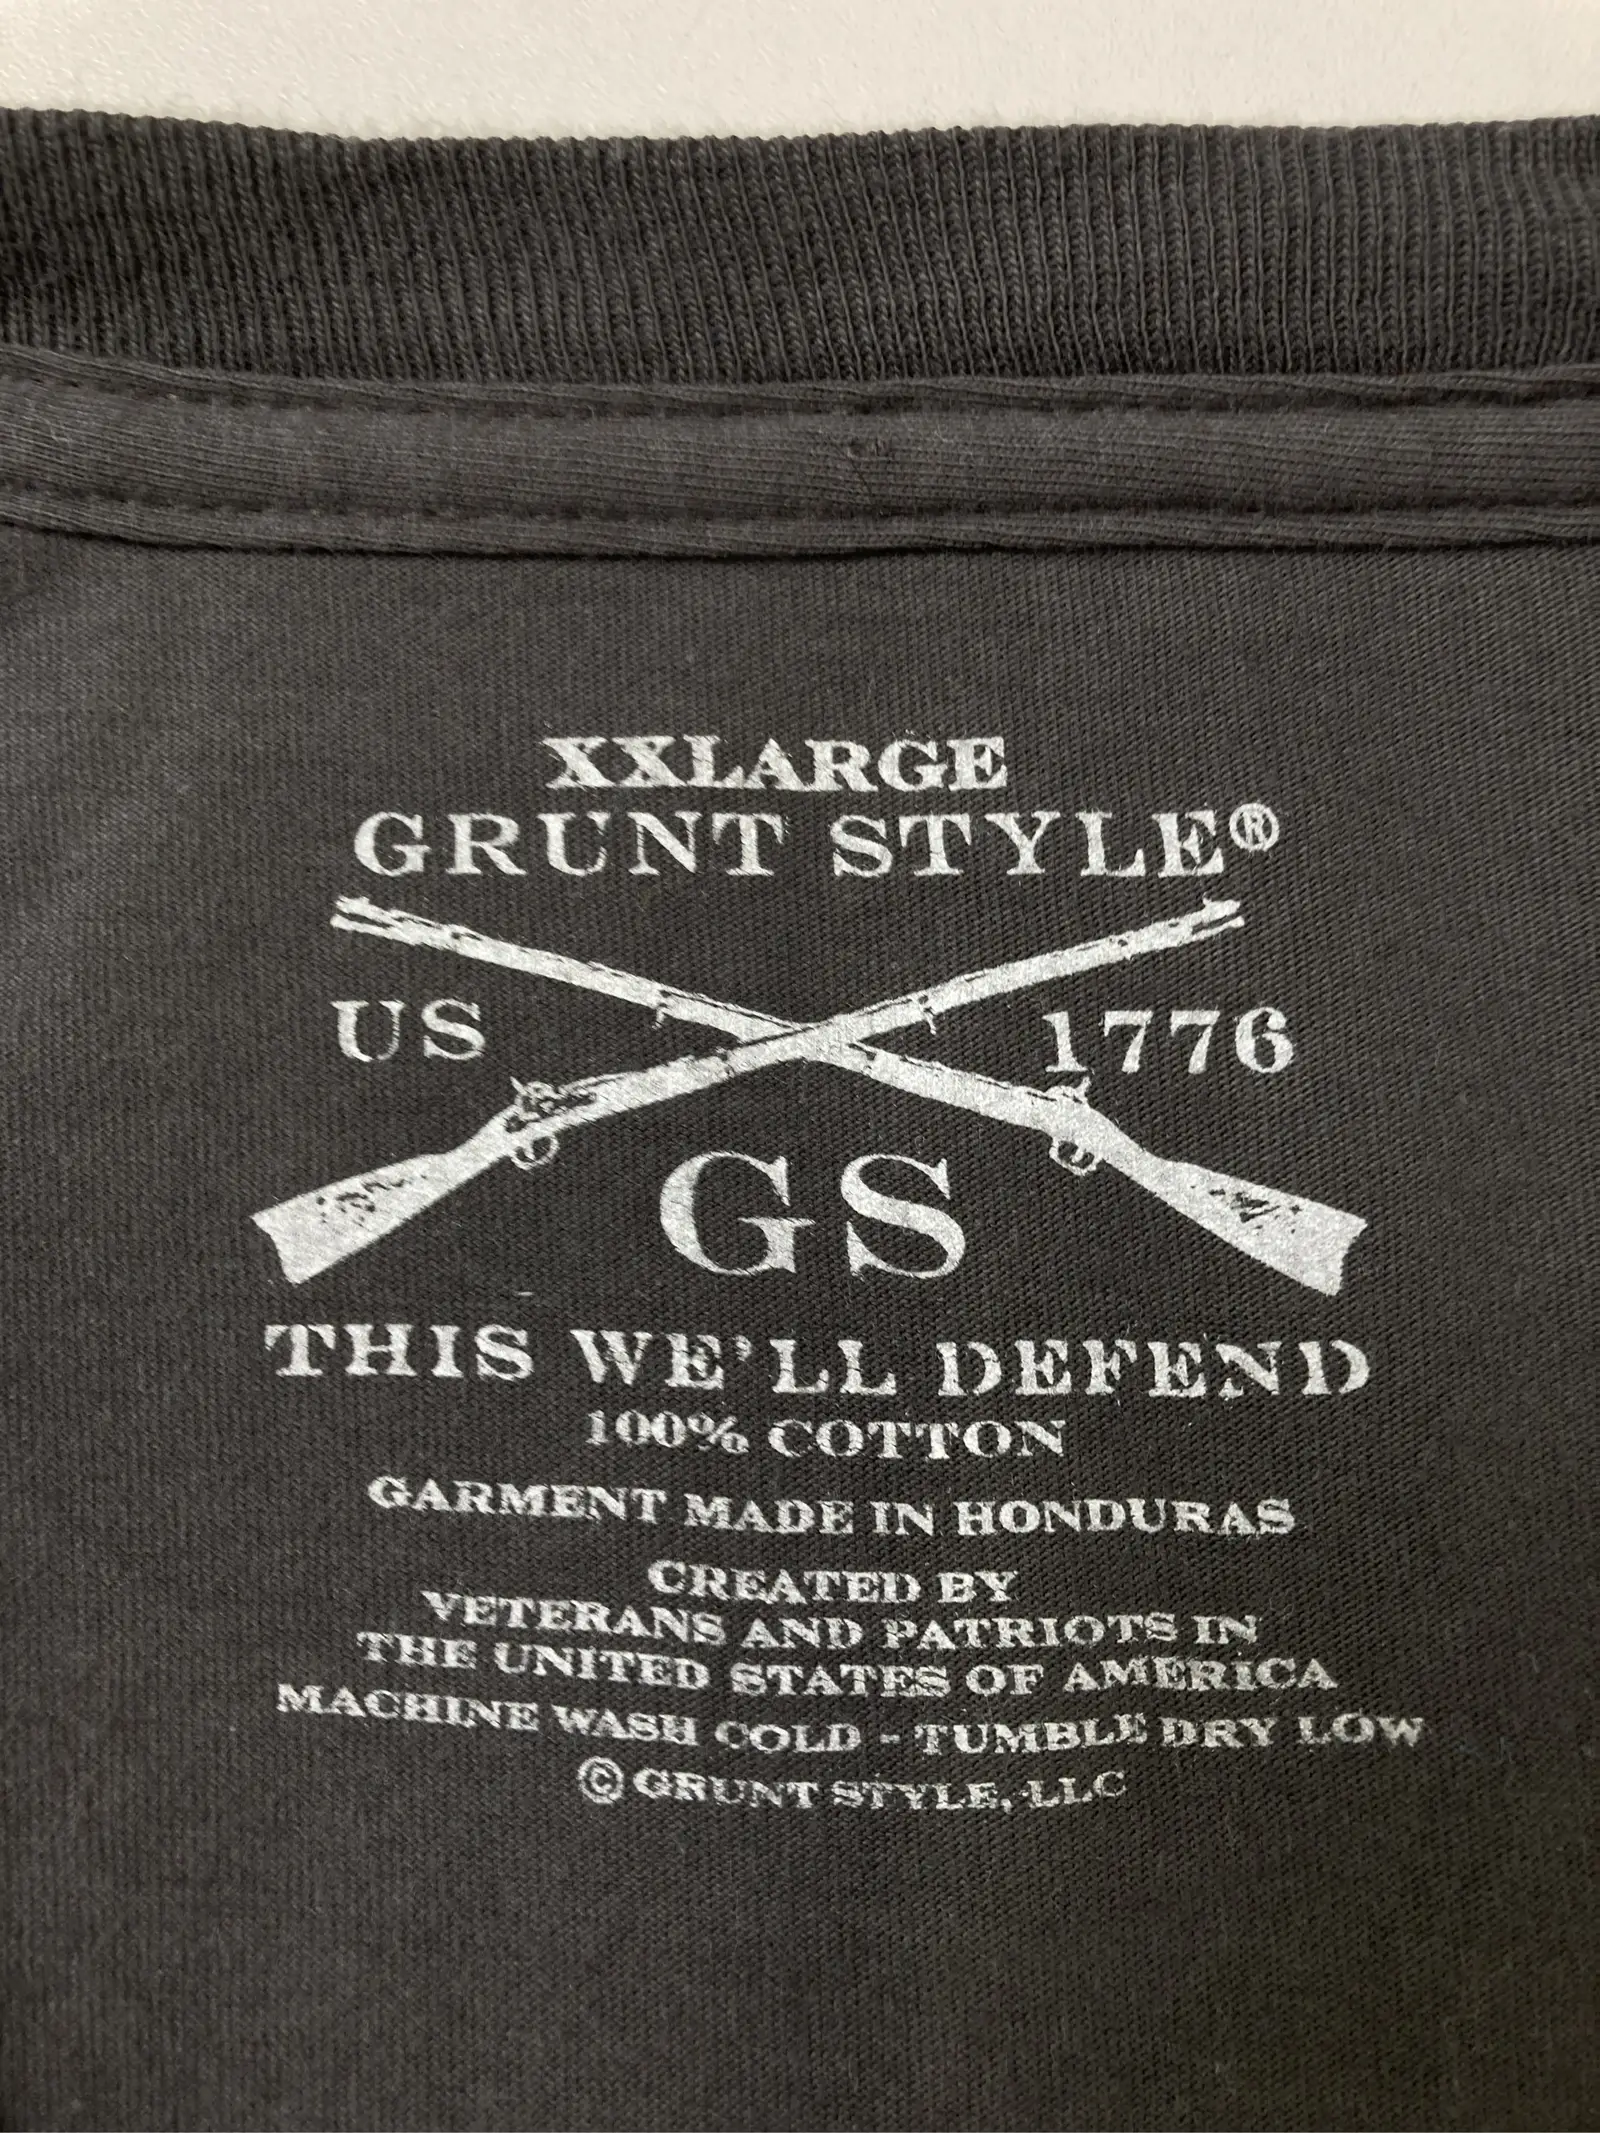 XXLARGE
GRUNT STYLE®
US 1776
GS
THIS WE'LL DEFEND
100% COTTON
GARMENT MADE IN HONDURAS
CREATED BY
VETERANS AND PATRIOTS IN
THE UNITED STATES OF AMERICA
MACHINE WASH COLD - TUMBLE DRY LOW
© GRUNT STYLE, LLC